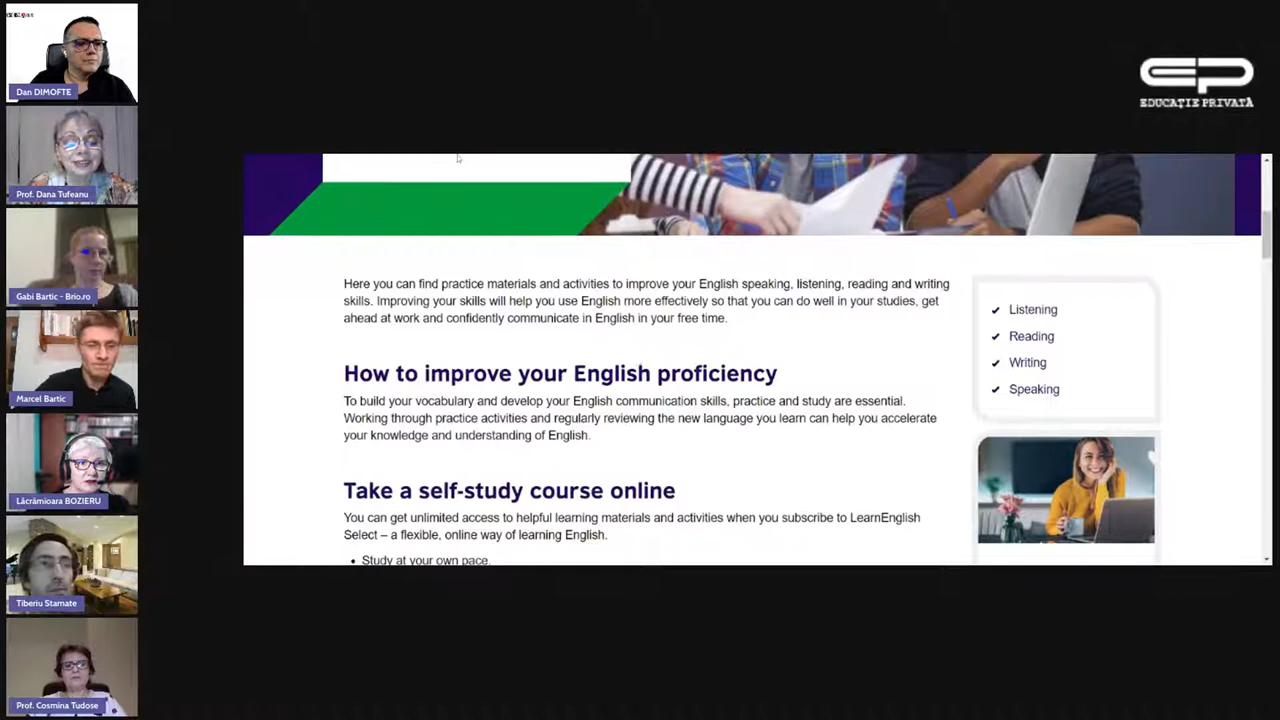 Dan DIMOFTE
Prof. Dana Tufeanu
Gabi Bartic - Brio.ro
Marcel Bartic
Lăcrămioara BOZIERU
Tiberiu Starnate
Prof. Cosmina Tudose
EDUCAȚIE PRIVATĂ
Here you can find practice materials and activities to improve your English speaking, listening, reading and writing
skills. Improving your skills will help you use English more effectively so that you can do well in your studies, get
ahead at work and confidently communicate in English in your free time.
How to improve your English proficiency
To build your vocabulary and develop your English communication skills, practice and study are essential.
Working through practice activities and regularly reviewing the new language you learn can help you accelerate
your knowledge and understanding of English.
Take a self-study course online
You can get unlimited access to helpful learning materials and activities when you subscribe to LearnEnglish
Select – a flexible, online way of learning English.
• Study at your own pace.
✔ Listening
✔ Reading
✔ Writing
✔ Speaking